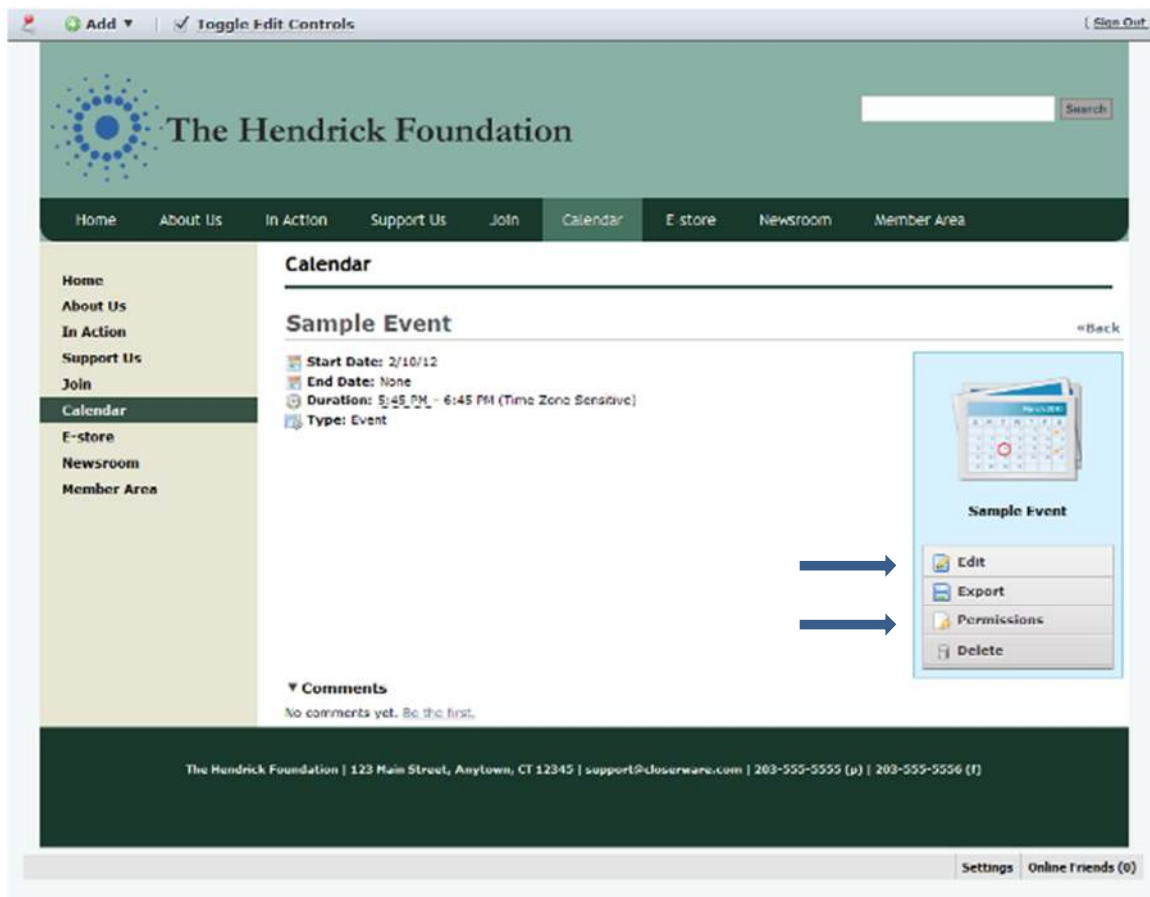 Add ▼ | Toggle Edit Controls
( Sign Out
The Hendrick Foundation
Search
Home About Us In Action Support Us Join Calendar E-store Newsroom Member Area
Home
About Us
In Action
Support Us
Join
Calendar
E-store
Newsroom
Member Area
Calendar
Sample Event
«Back
Start Date: 2/10/12
End Date: None
Duration: 5:45 PM - 6:45 PM (Time Zone Sensitive)
Type: Event
March 2010
Sample Event
Edit
Export
Permissions
Delete
▼ Comments
No comments yet. Be the first.
The Hendrick Foundation | 123 Main Street, Anytown, CT 12345 | support@closerware.com | 203-555-5555 (p) | 203-555-5556 (f)
Settings Online Friends (0)